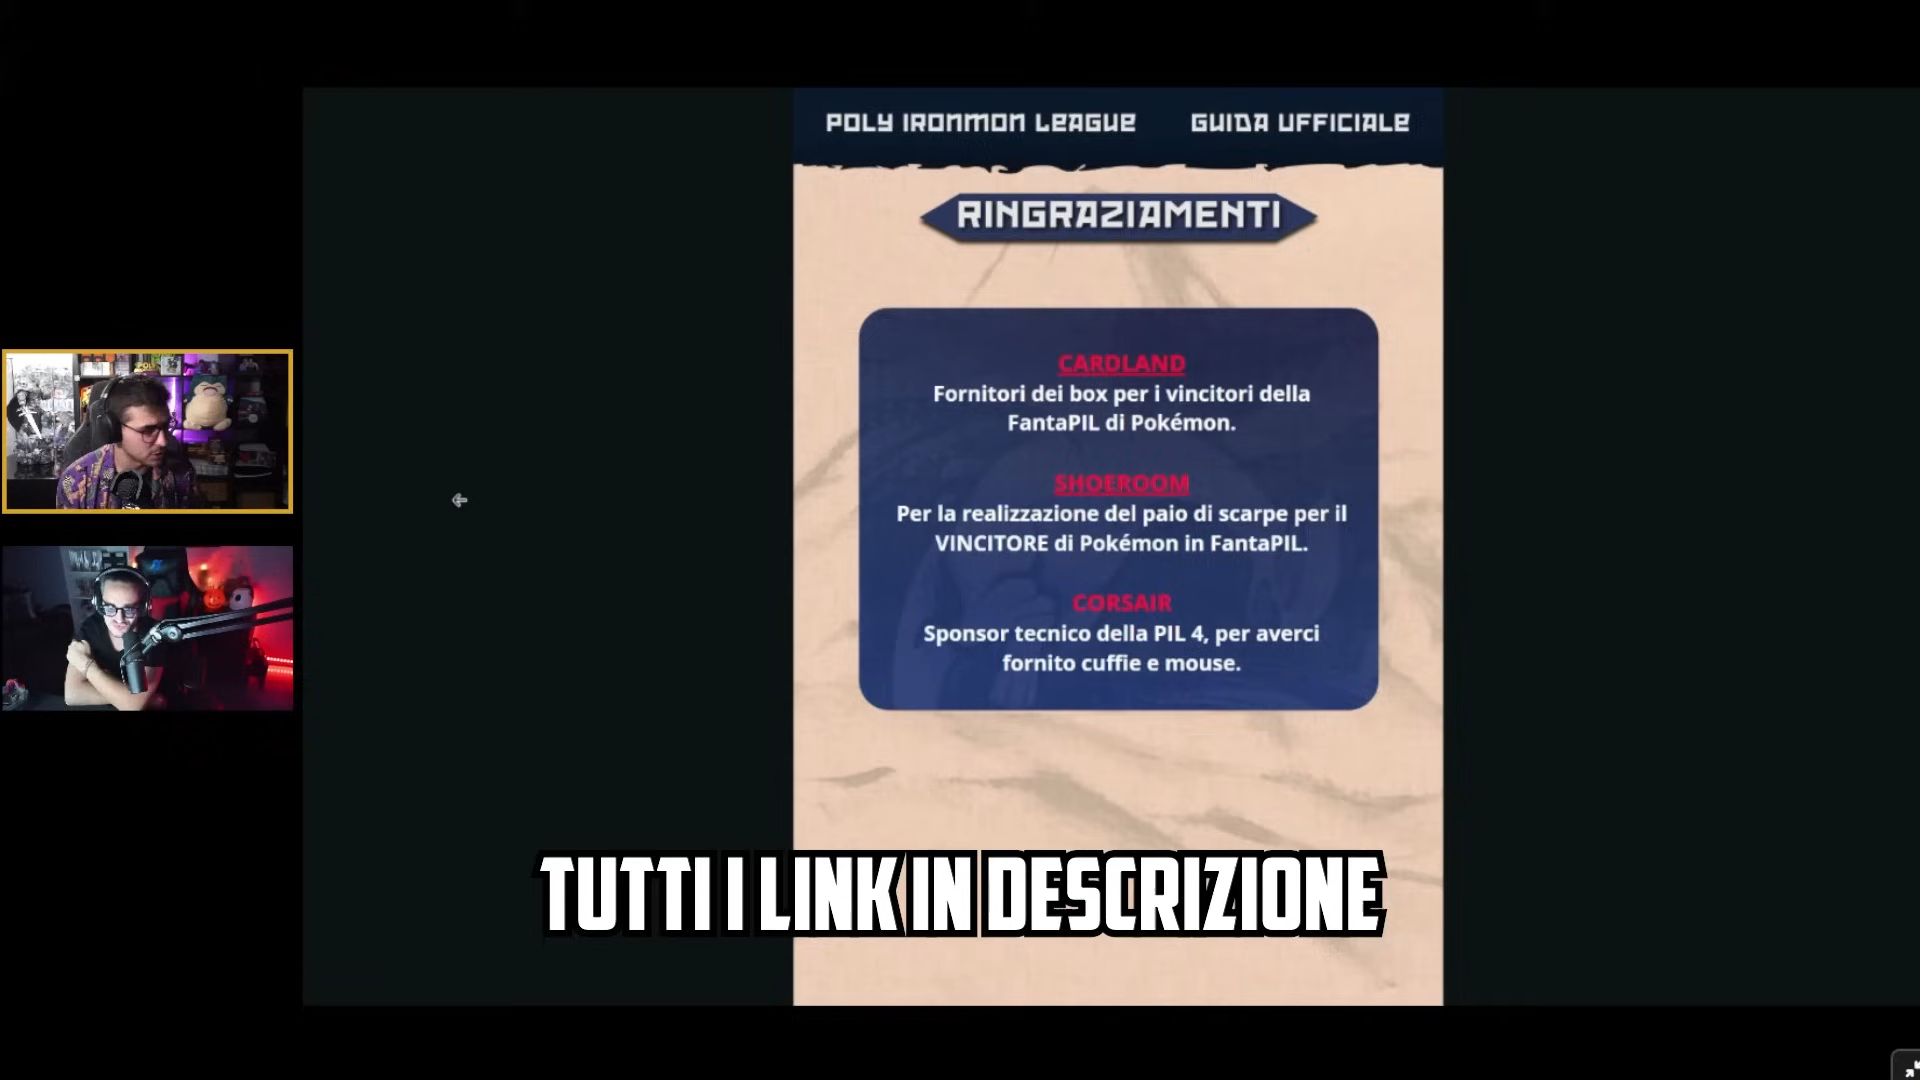 POLY IRONMON LEAGUE
GUIDA UFFICIALE
RINGRAZIAMENTI
CARDLAND
Fornitori dei box per i vincitori della
FantaPIL di Pokémon.
SHOEROOM
Per la realizzazione del paio di scarpe per il
VINCITORE di Pokémon in FantaPIL.
CORSAIR
Sponsor tecnico della PIL 4, per averci
fornito cuffie e mouse.
TUTTI I LINK IN DESCRIZIONE